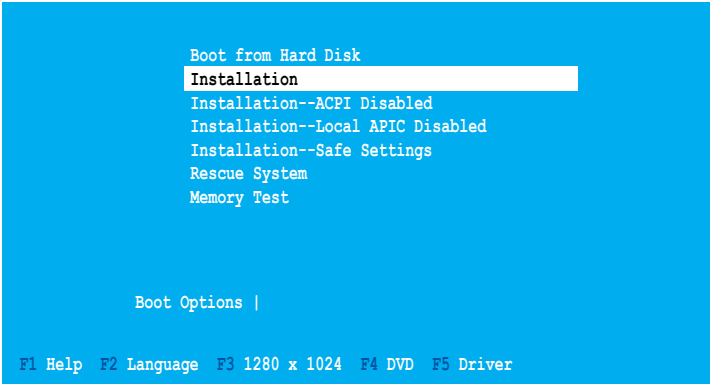 Boot from Hard Disk
Installation
Installation--ACPI Disabled
Installation--Local APIC Disabled
Installation--Safe Settings
Rescue System
Memory Test
Boot Options |
F1 Help F2 Language F3 1280 x 1024 F4 DVD F5 Driver